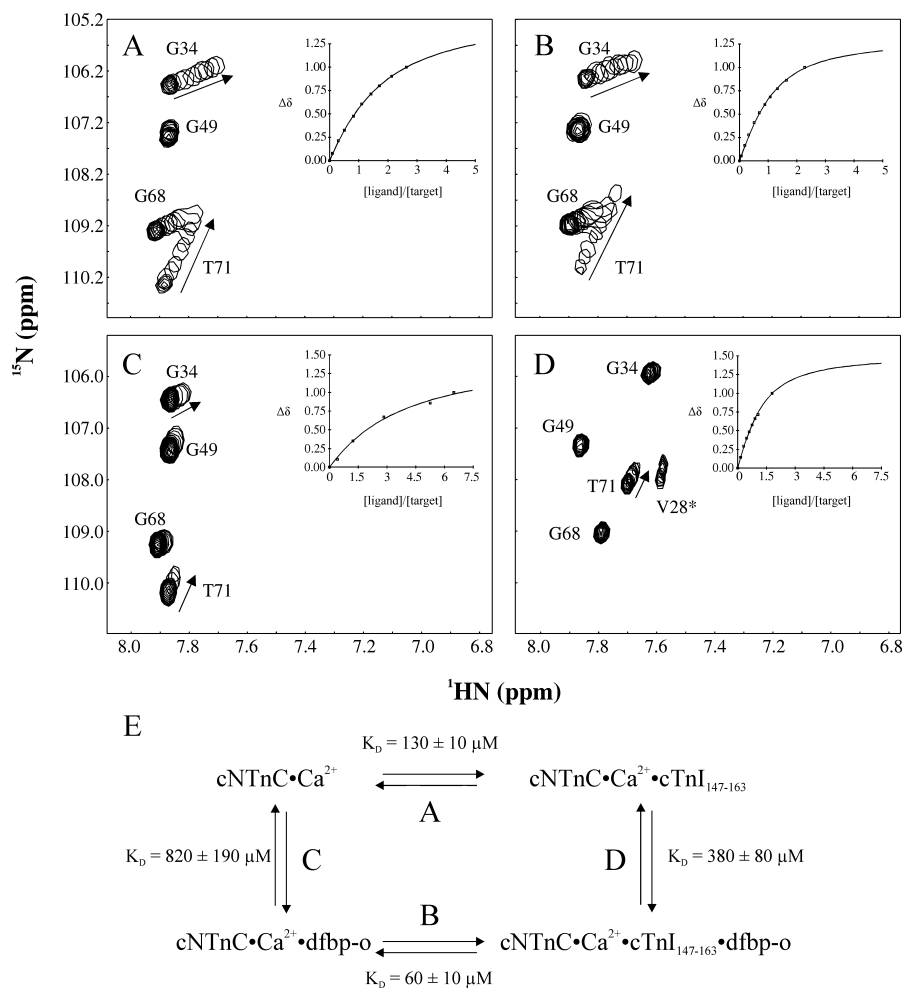 105.2
106.2
107.2
108.2
109.2
110.2
A
G34
G49
G68
T71
1.25
1.00
0.75
0.50
0.25
0.00
Δδ
0 1 2 3 4 5
[ligand]/[target]
B
G34
G49
G68
T71
1.25
1.00
0.75
0.50
0.25
0.00
Δδ
0 1 2 3 4 5
[ligand]/[target]
¹⁵N (ppm)
106.0
107.0
108.0
109.0
110.0
C
G34
G49
G68
T71
1.50
1.25
1.00
0.75
0.50
0.25
0.00
Δδ
0 1.5 3 4.5 6 7.5
[ligand]/[target]
D
G34
G49
T71
V28*
G68
1.50
1.25
1.00
0.75
0.50
0.25
0.00
Δδ
0 1.5 3 4.5 6 7.5
[ligand]/[target]
8.0 7.8 7.6 7.4 7.2 7.0 6.8
8.0 7.8 7.6 7.4 7.2 7.0 6.8
¹HN (ppm)
E
K_D = 130 ± 10 µM
cNTnC•Ca²⁺
cNTnC•Ca²⁺•cTnI₁₄₇₋₁₆₃
A
K_D = 820 ± 190 µM
C
D
K_D = 380 ± 80 µM
B
cNTnC•Ca²⁺•dfbp-o
cNTnC•Ca²⁺•cTnI₁₄₇₋₁₆₃•dfbp-o
K_D = 60 ± 10 µM